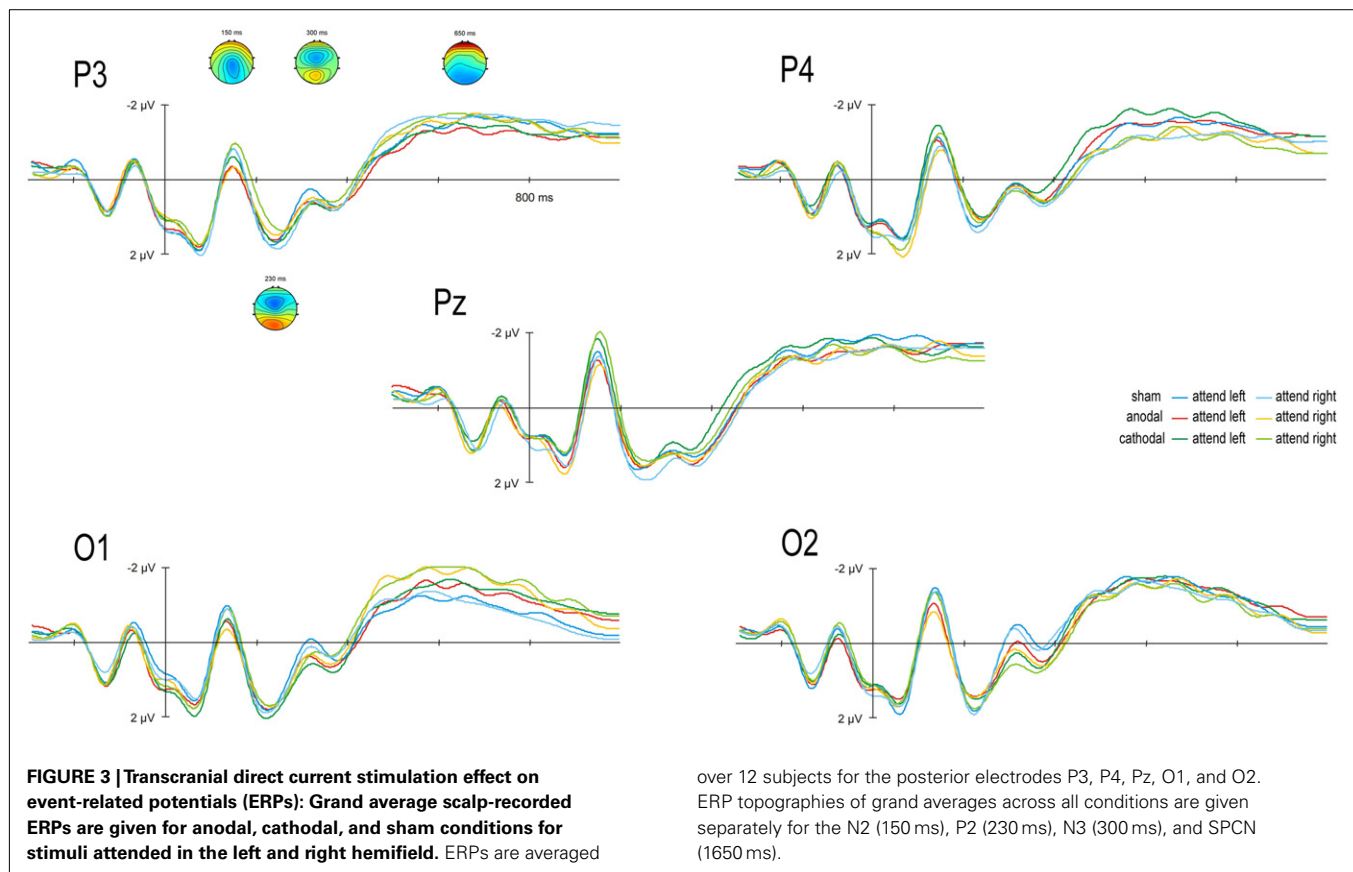 150 ms
300 ms
650 ms
P3
P4
-2 µV
-2 µV
800 ms
2 µV
2 µV
230 ms
Pz
-2 µV
2 µV
sham attend left attend right
anodal attend left attend right
cathodal attend left attend right
O1
O2
-2 µV
-2 µV
2 µV
2 µV
FIGURE 3 | Transcranial direct current stimulation effect on
event-related potentials (ERPs): Grand average scalp-recorded
ERPs are given for anodal, cathodal, and sham conditions for
stimuli attended in the left and right hemifield. ERPs are averaged
over 12 subjects for the posterior electrodes P3, P4, Pz, O1, and O2.
ERP topographies of grand averages across all conditions are given
separately for the N2 (150 ms), P2 (230 ms), N3 (300 ms), and SPCN
(1650 ms).